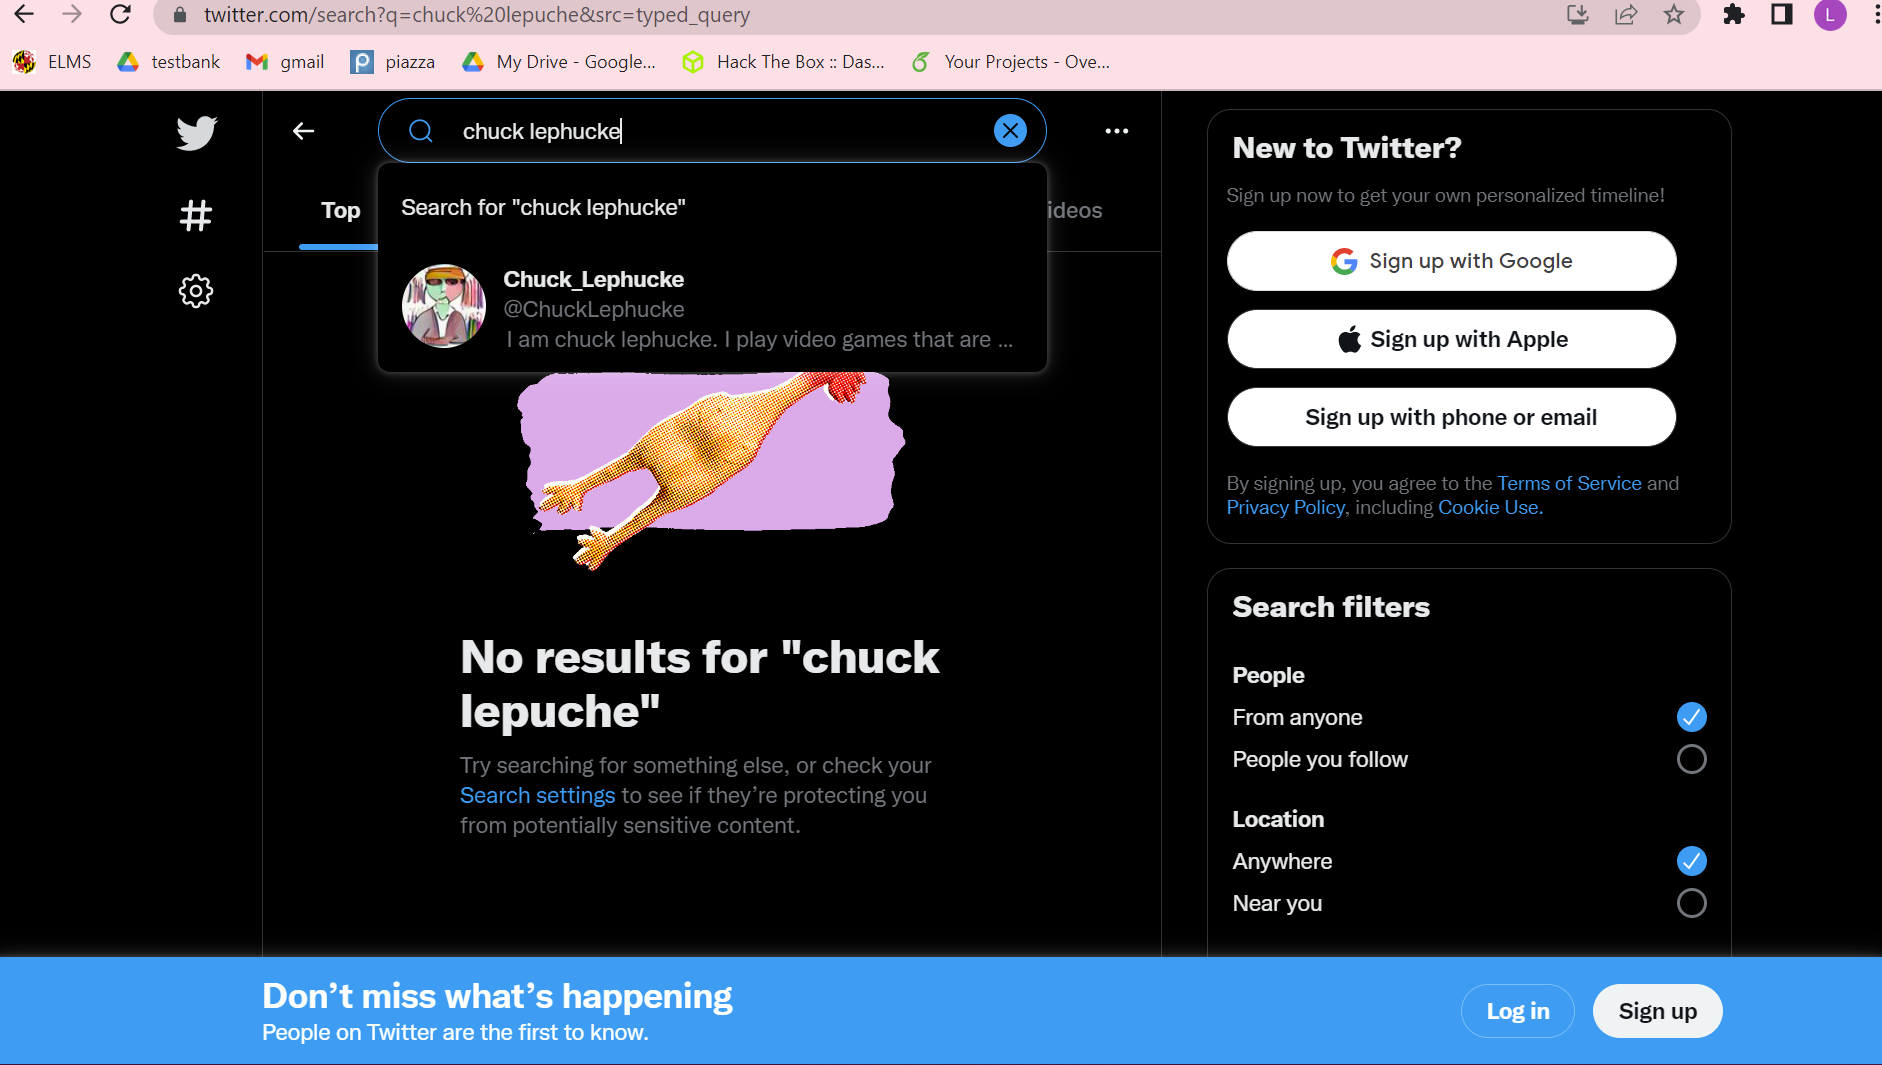 twitter.com/search?q=chuck%20lepuche&src=typed_query
L
ELMS
testbank
gmail
piazza
My Drive - Google...
Hack The Box :: Das...
Your Projects - Ove...
chuck lephucke
Search for "chuck lephucke"
Top
ideos
Chuck_Lephucke
@ChuckLephucke
I am chuck lephucke. I play video games that are ...
No results for "chuck
lepuche"
Try searching for something else, or check your
Search settings to see if they’re protecting you
from potentially sensitive content.
New to Twitter?
Sign up now to get your own personalized timeline!
Sign up with Google
Sign up with Apple
Sign up with phone or email
By signing up, you agree to the Terms of Service and
Privacy Policy, including Cookie Use.
Search filters
People
From anyone
People you follow
Location
Anywhere
Near you
Don’t miss what’s happening
People on Twitter are the first to know.
Log in
Sign up